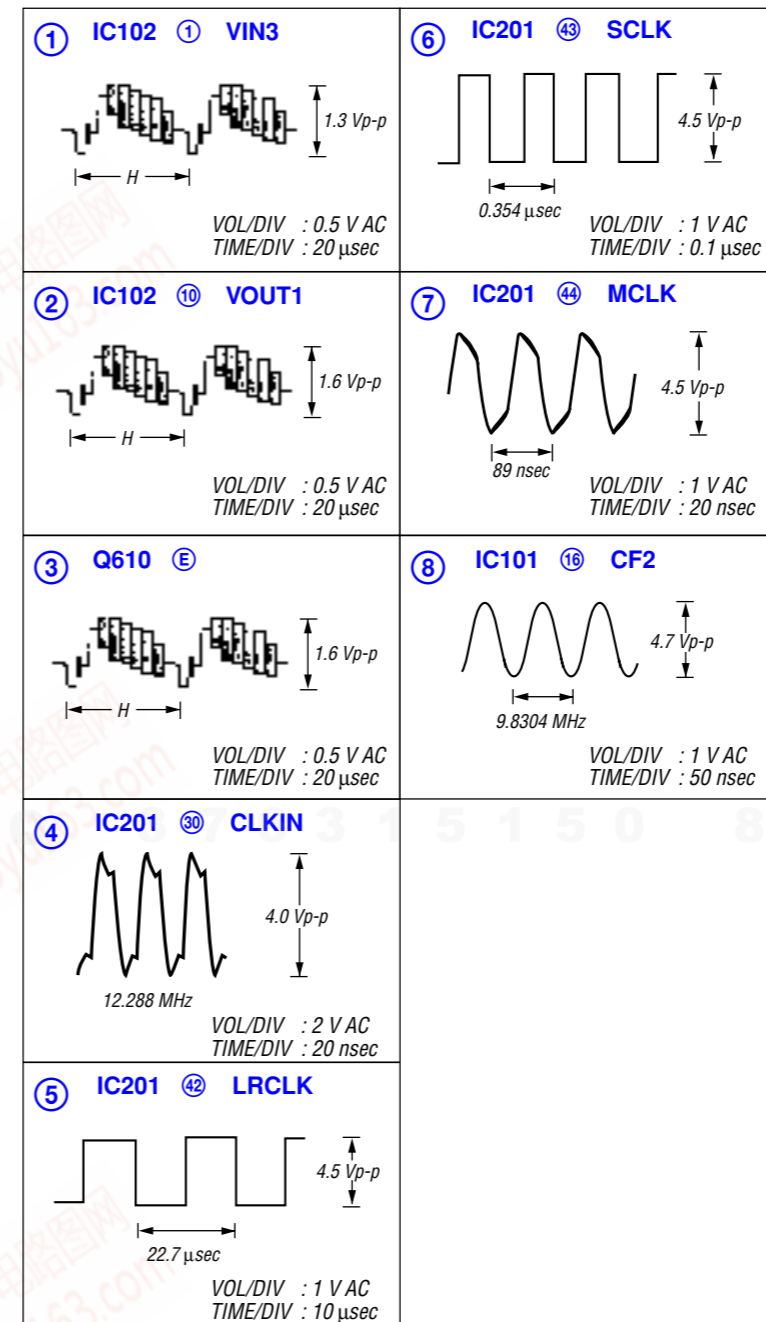 ① IC102 ① VIN3
1.3 Vp-p
H
VOL/DIV : 0.5 V AC
TIME/DIV : 20 µsec
② IC102 ⑩ VOUT1
1.6 Vp-p
H
VOL/DIV : 0.5 V AC
TIME/DIV : 20 µsec
③ Q610 Ⓔ
1.6 Vp-p
H
VOL/DIV : 0.5 V AC
TIME/DIV : 20 µsec
④ IC201 ㉚ CLKIN
4.0 Vp-p
12.288 MHz
VOL/DIV : 2 V AC
TIME/DIV : 20 nsec
⑤ IC201 ㊷ LRCLK
4.5 Vp-p
22.7 µsec
VOL/DIV : 1 V AC
TIME/DIV : 10 µsec
⑥ IC201 ㊸ SCLK
4.5 Vp-p
0.354 µsec
VOL/DIV : 1 V AC
TIME/DIV : 0.1 µsec
⑦ IC201 ㊹ MCLK
4.5 Vp-p
89 nsec
VOL/DIV : 1 V AC
TIME/DIV : 20 nsec
⑧ IC101 ⑯ CF2
4.7 Vp-p
9.8304 MHz
VOL/DIV : 1 V AC
TIME/DIV : 50 nsec